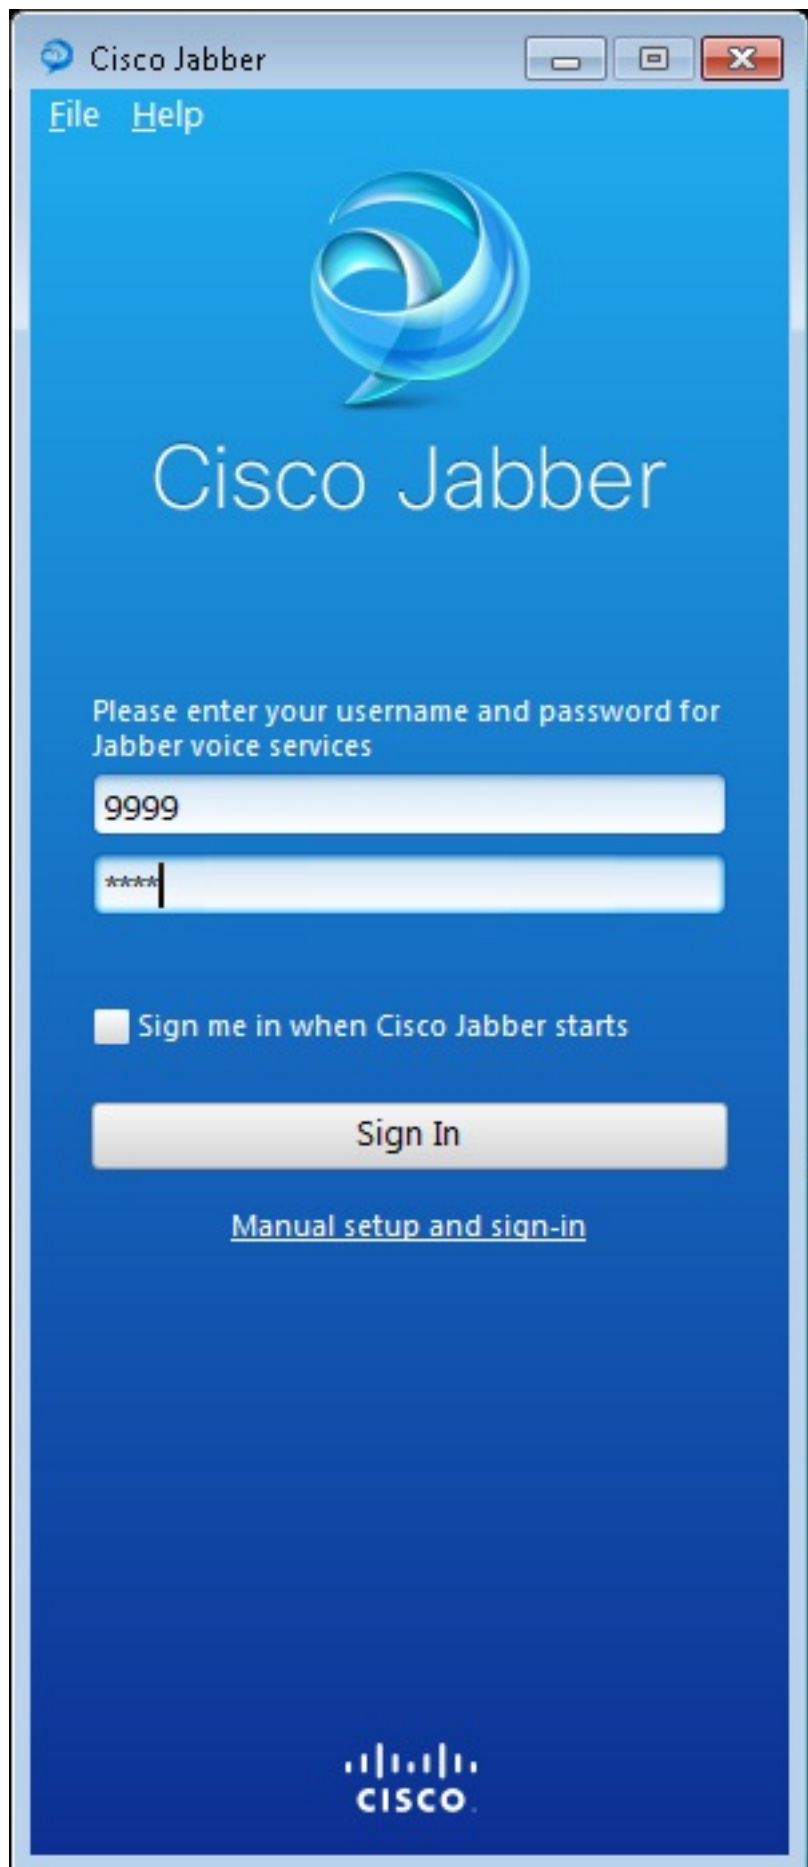 Cisco Jabber
File Help
Cisco Jabber
Please enter your username and password for
Jabber voice services
9999
****
Sign me in when Cisco Jabber starts
Sign In
Manual setup and sign-in
CISCO.